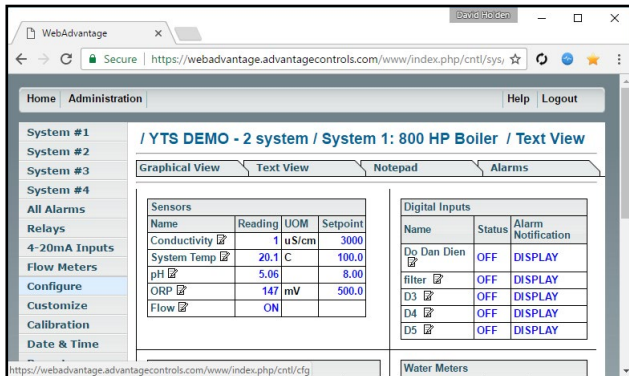 David Holden
WebAdvantage
Secure | https://webadvantage.advantagecontrols.com/www/index.php/cntl/sys/
Home Administration Help Logout
/ YTS DEMO - 2 system / System 1: 800 HP Boiler / Text View
Graphical View Text View Notepad Alarms
System #1
System #2
System #3
System #4
All Alarms
Relays
4-20mA Inputs
Flow Meters
Configure
Customize
Calibration
Date & Time
Sensors
Name Reading UOM Setpoint
Conductivity 1 uS/cm 3000
System Temp 20.1 C 100.0
pH 5.06 8.00
ORP 147 mV 500.0
Flow ON
Digital Inputs
Name Status Alarm Notification
Do Dan Dien OFF DISPLAY
filter OFF DISPLAY
D3 OFF DISPLAY
D4 OFF DISPLAY
D5 OFF DISPLAY
Water Meters
https://webadvantage.advantagecontrols.com/www/index.php/cntl/cfg